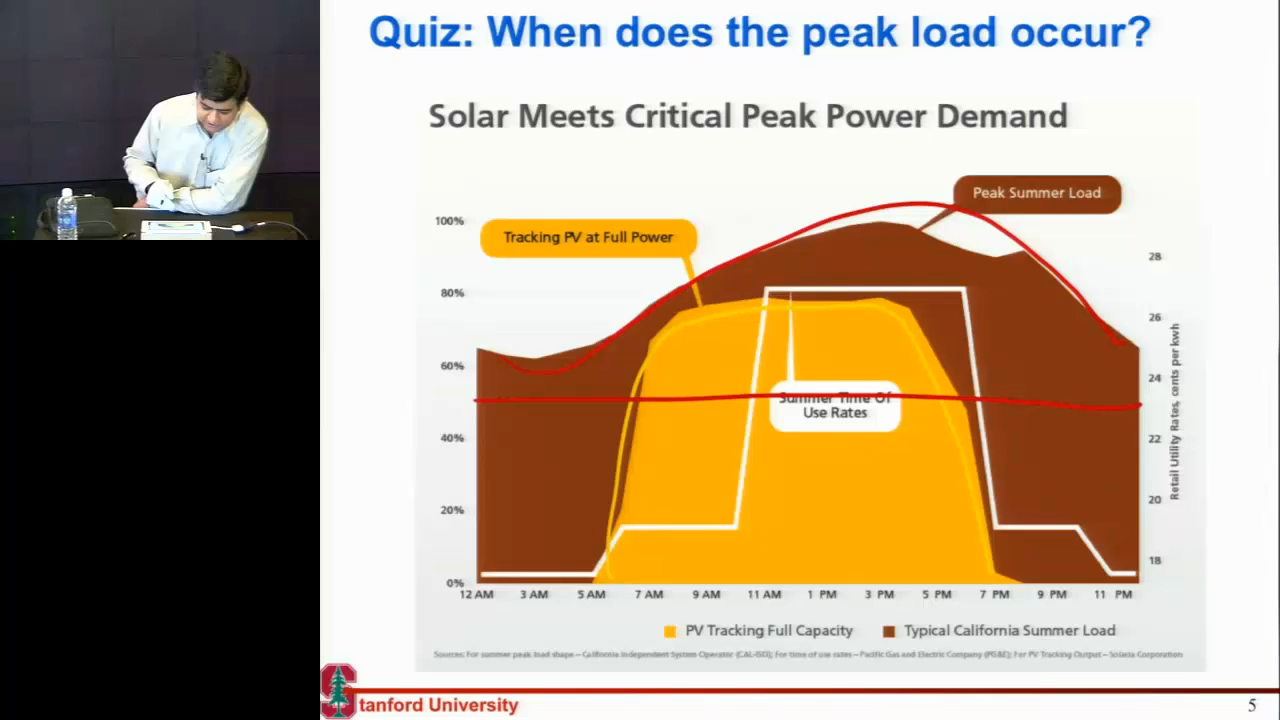 Quiz: When does the peak load occur?
Solar Meets Critical Peak Power Demand
Peak Summer Load
Tracking PV at Full Power
100%
80%
60%
40%
20%
0%
28
26
24
22
20
18
Retail Utility Rates, cents per kwh
Summer Time Of
Use Rates
12 AM 3 AM 5 AM 7 AM 9 AM 11 AM 1 PM 3 PM 5 PM 7 PM 9 PM 11 PM
PV Tracking Full Capacity Typical California Summer Load
Sources: For summer peak load shape – California Independent System Operator (CAL-ISO); For time of use rates – Pacific Gas and Electric Company (PG&E); For PV Tracking Output – Solaria Corporation
Stanford University
5